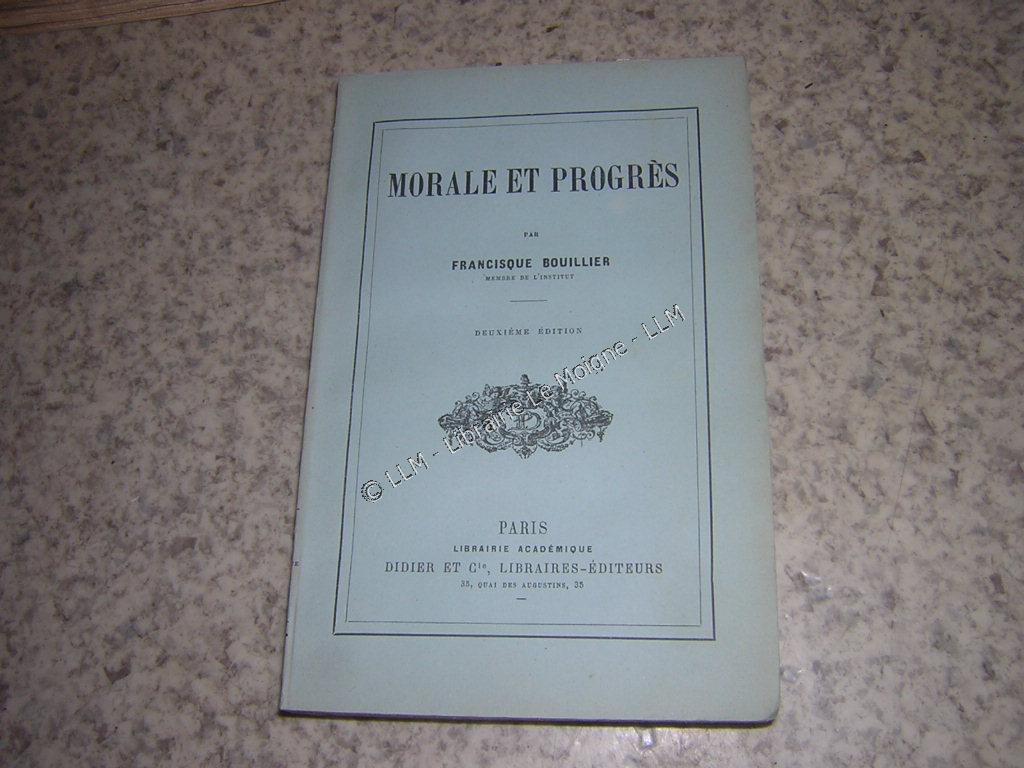 MORALE ET PROGRÈS
PAR
FRANCISQUE BOUILLIER
MEMBRE DE L'INSTITUT
DEUXIÈME ÉDITION
© LLM - Librairie Le Moigne - LLM
D
PARIS
LIBRAIRIE ACADÉMIQUE
DIDIER ET Cie, LIBRAIRES-ÉDITEURS
35, QUAI DES AUGUSTINS, 35